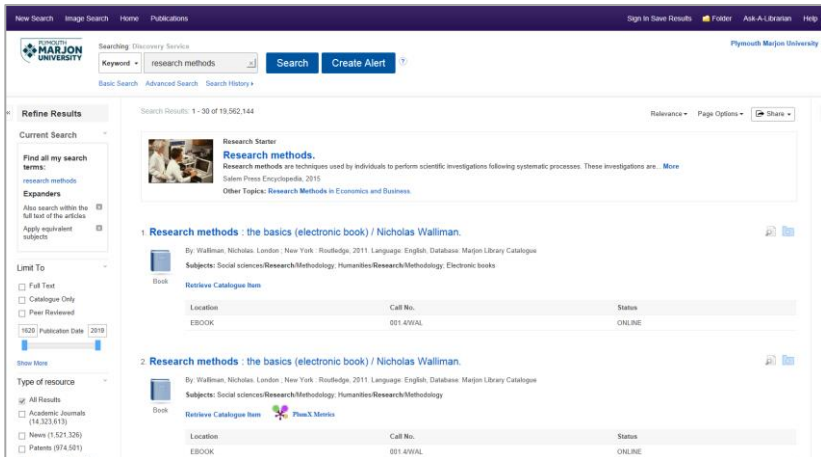 New Search Image Search Home Publications
Sign In Save Results Folder Ask-A-Librarian Help
PLYMOUTH
MARJON
UNIVERSITY
Plymouth Marjon University
Searching: Discovery Service
Keyword research methods Search Create Alert ?
Basic Search Advanced Search Search History
Refine Results
Current Search
Find all my search
terms:
research methods
Expanders
Also search within the
full text of the articles
Apply equivalent
subjects
Limit To
Full Text
Catalogue Only
Peer Reviewed
1620 Publication Date 2019
Show More
Type of resource
All Results
Academic Journals
(14,323,613)
News (1,521,326)
Patents (974,501)
Search Results: 1 - 30 of 19,562,144
Relevance Page Options Share
Research Starter
Research methods.
Research methods are techniques used by individuals to perform scientific investigations following systematic processes. These investigations are... More
Salem Press Encyclopedia, 2015
Other Topics: Research Methods in Economics and Business.
1. Research methods : the basics (electronic book) / Nicholas Walliman.
By: Walliman, Nicholas. London ; New York : Routledge, 2011. Language: English, Database: Marjon Library Catalogue
Subjects: Social sciences/Research/Methodology; Humanities/Research/Methodology; Electronic books
Book
Retrieve Catalogue Item
Location Call No. Status
EBOOK 001.4/WAL ONLINE
2. Research methods : the basics (electronic book) / Nicholas Walliman.
By: Walliman, Nicholas. London ; New York : Routledge, 2011. Language: English, Database: Marjon Library Catalogue
Subjects: Social sciences/Research/Methodology; Humanities/Research/Methodology
Book
Retrieve Catalogue Item PlumX Metrics
Location Call No. Status
EBOOK 001.4/WAL ONLINE